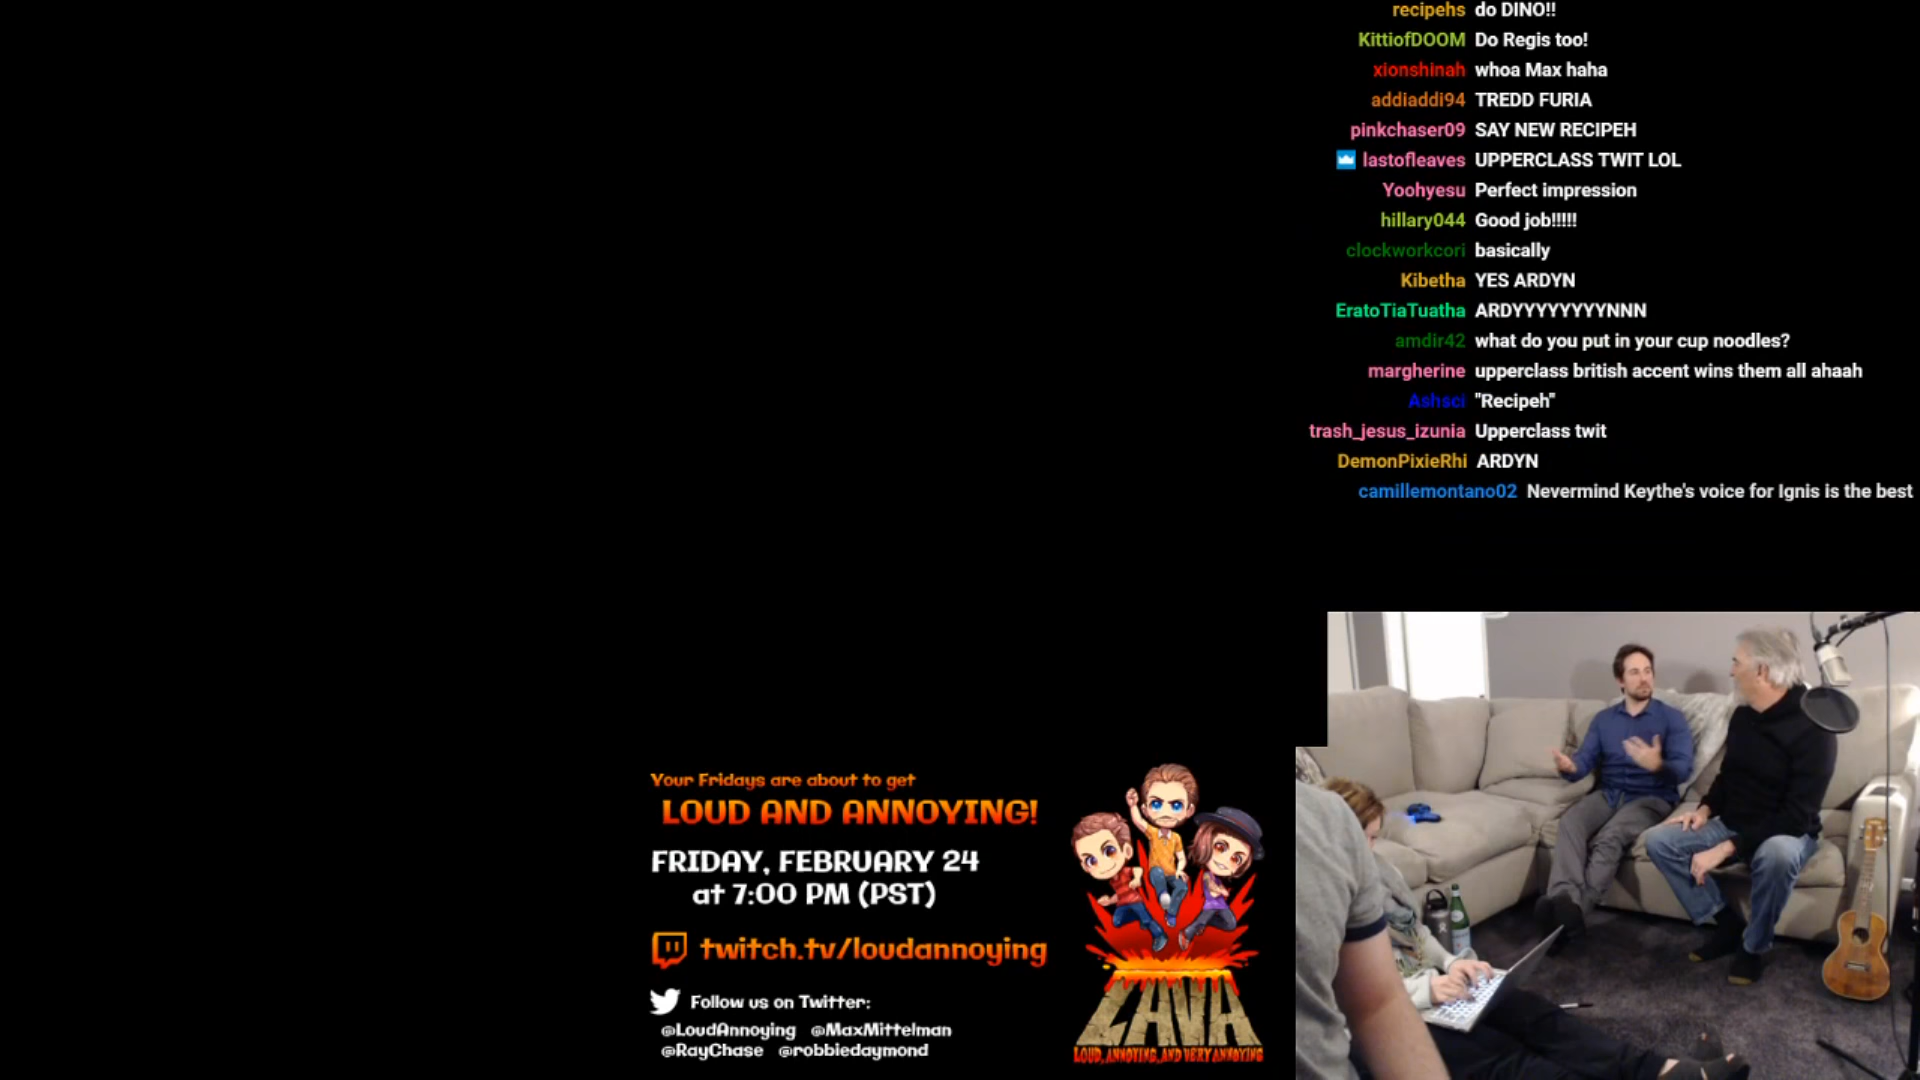 recipehs do DINO!!
KittiofDOOM Do Regis too!
xionshinah whoa Max haha
addiaddi94 TREDD FURIA
pinkchaser09 SAY NEW RECIPEH
lastofleaves UPPERCLASS TWIT LOL
Yoohyesu Perfect impression
hillary044 Good job!!!!!
clockworkcori basically
Kibetha YES ARDYN
EratoTiaTuatha ARDYYYYYYYYNNN
amdir42 what do you put in your cup noodles?
margherine upperclass british accent wins them all ahaah
Ashsci "Recipeh"
trash_jesus_izunia Upperclass twit
DemonPixieRhi ARDYN
camillemontano02 Nevermind Keythe's voice for Ignis is the best
Your Fridays are about to get
LOUD AND ANNOYING!
FRIDAY, FEBRUARY 24
at 7:00 PM (PST)
twitch.tv/loudannoying
Follow us on Twitter:
@LoudAnnoying @MaxMittelman
@RayChase @robbiedaymond
LAVA
LOUD, ANNOYING, AND VERY ANNOYING